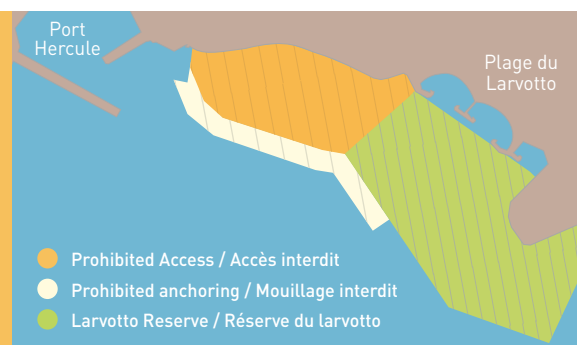 Port
Hercule
Plage du
Larvotto
Prohibited Access / Accès interdit
Prohibited anchoring / Mouillage interdit
Larvotto Reserve / Réserve du larvotto